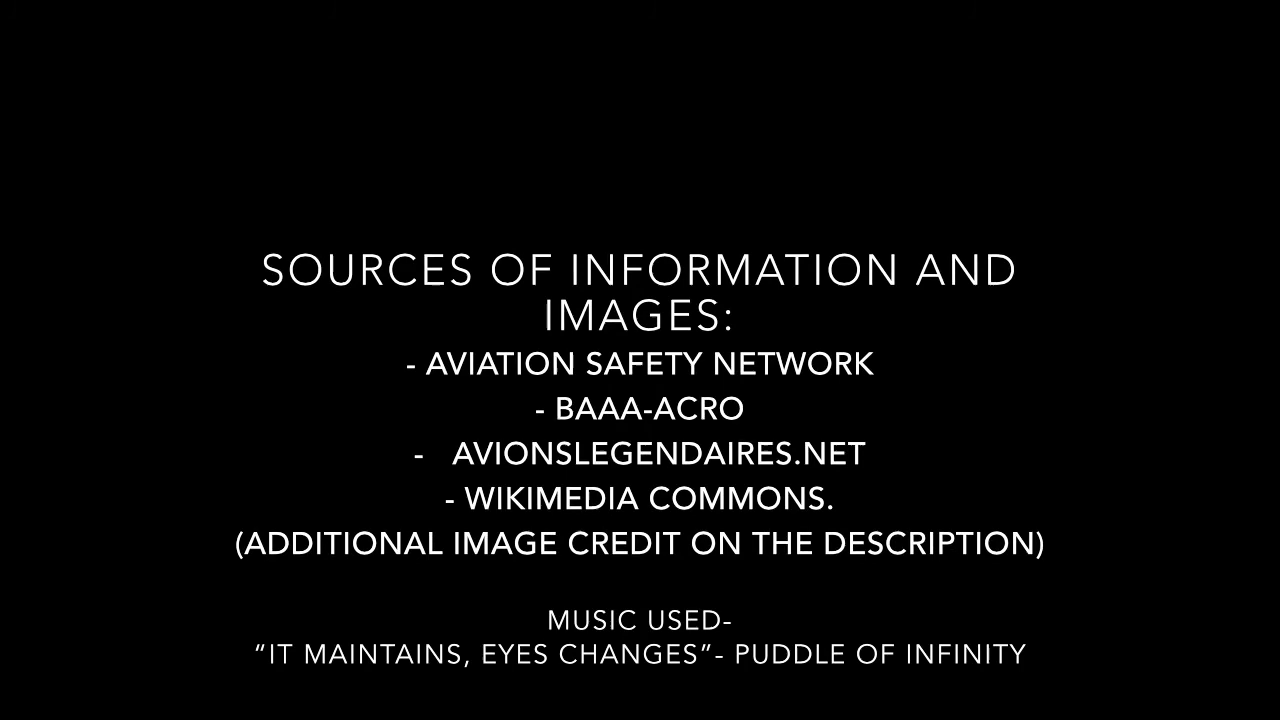 SOURCES OF INFORMATION AND
IMAGES:
- AVIATION SAFETY NETWORK
- BAAA-ACRO
- AVIONSLEGENDAIRES.NET
- WIKIMEDIA COMMONS.
(ADDITIONAL IMAGE CREDIT ON THE DESCRIPTION)
MUSIC USED-
“IT MAINTAINS, EYES CHANGES“- PUDDLE OF INFINITY